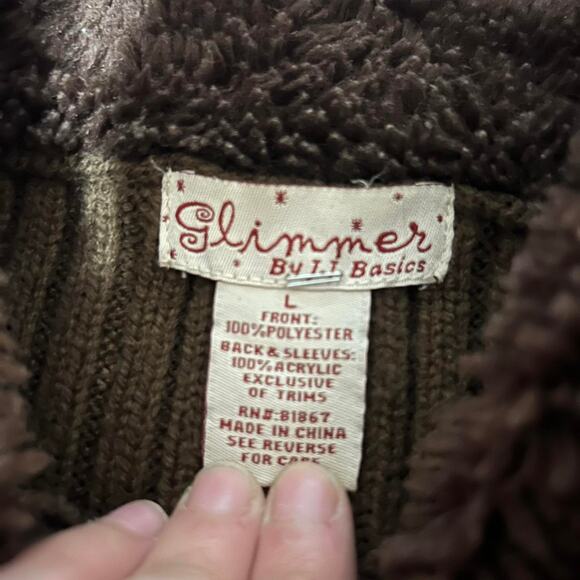 Glimmer
By I.I. Basics
L
FRONT:
100%POLYESTER
BACK & SLEEVES:
100%ACRYLIC
EXCLUSIVE
OF TRIMS
RN#:81867
MADE IN CHINA
SEE REVERSE
FOR CARE